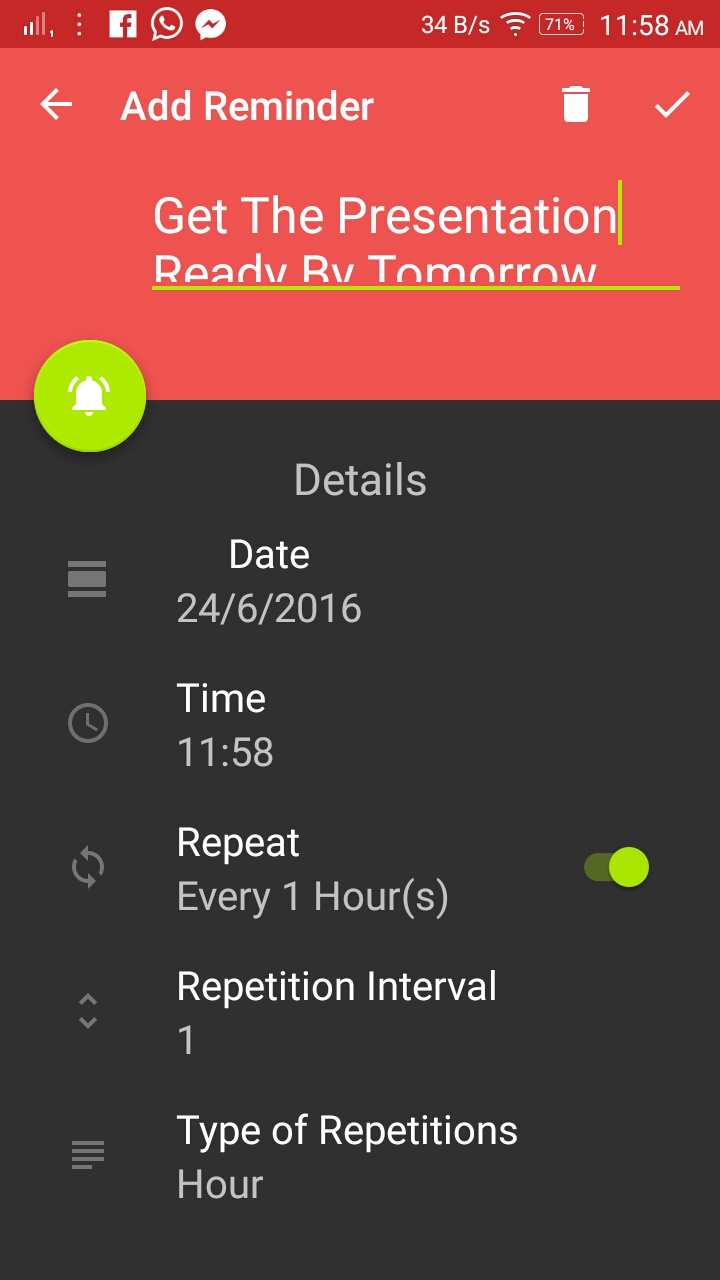 1
34 B/s
71%
11:58 AM
Add Reminder
Get The Presentation
Ready By Tomorrow
Details
Date
24/6/2016
Time
11:58
Repeat
Every 1 Hour(s)
Repetition Interval
1
Type of Repetitions
Hour